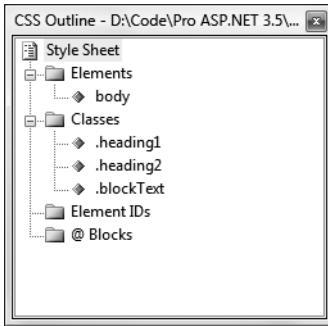 CSS Outline - D:\Code\Pro ASP.NET 3.5\...
Style Sheet
Elements
body
Classes
.heading1
.heading2
.blockText
Element IDs
@ Blocks